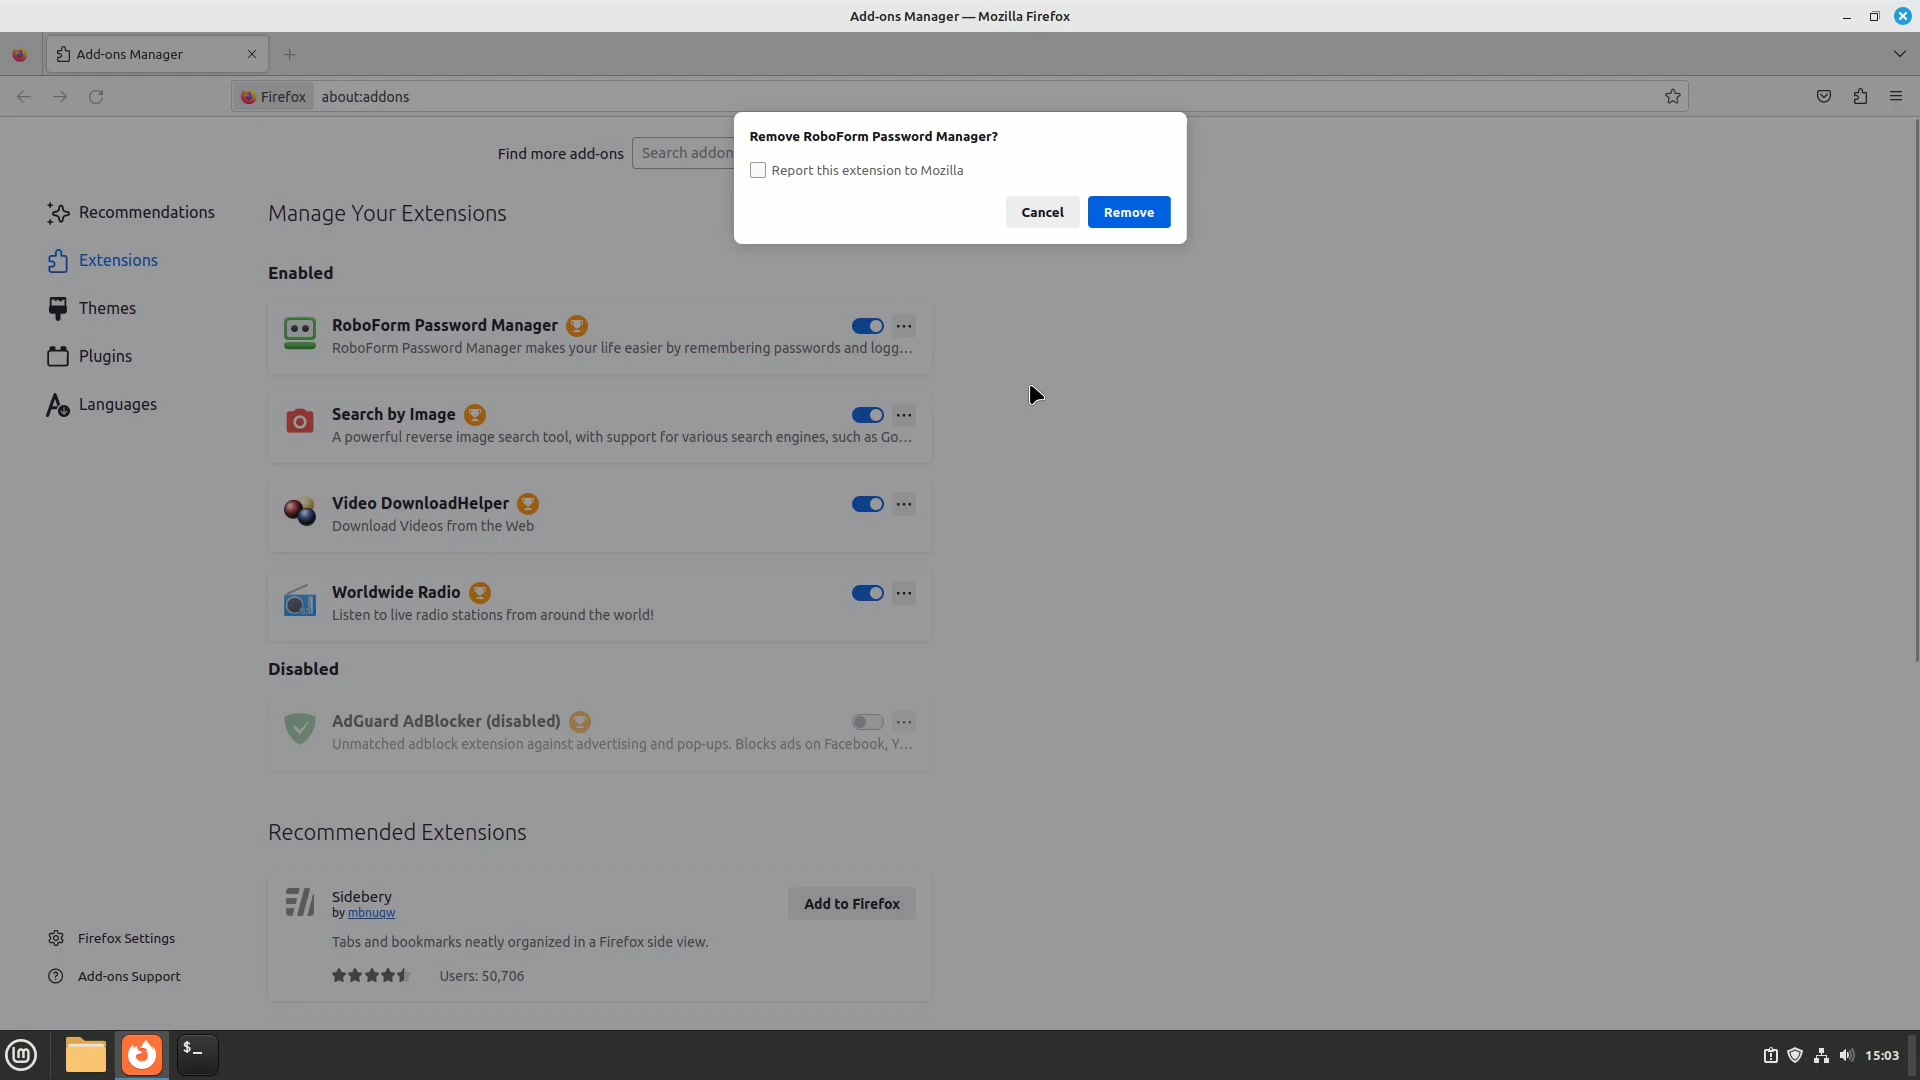 Add-ons Manager — Mozilla Firefox
Add-ons Manager
Firefox
about:addons
Remove RoboForm Password Manager?
Report this extension to Mozilla
Cancel
Remove
Find more add-ons
Search addon
Recommendations
Extensions
Themes
Plugins
Languages
Manage Your Extensions
Enabled
RoboForm Password Manager
RoboForm Password Manager makes your life easier by remembering passwords and logg...
Search by Image
A powerful reverse image search tool, with support for various search engines, such as Go...
Video DownloadHelper
Download Videos from the Web
Worldwide Radio
Listen to live radio stations from around the world!
Disabled
AdGuard AdBlocker (disabled)
Unmatched adblock extension against advertising and pop-ups. Blocks ads on Facebook, Y...
Recommended Extensions
Sidebery
by mbnuqw
Add to Firefox
Tabs and bookmarks neatly organized in a Firefox side view.
Users: 50,706
Firefox Settings
Add-ons Support
$_
15:03